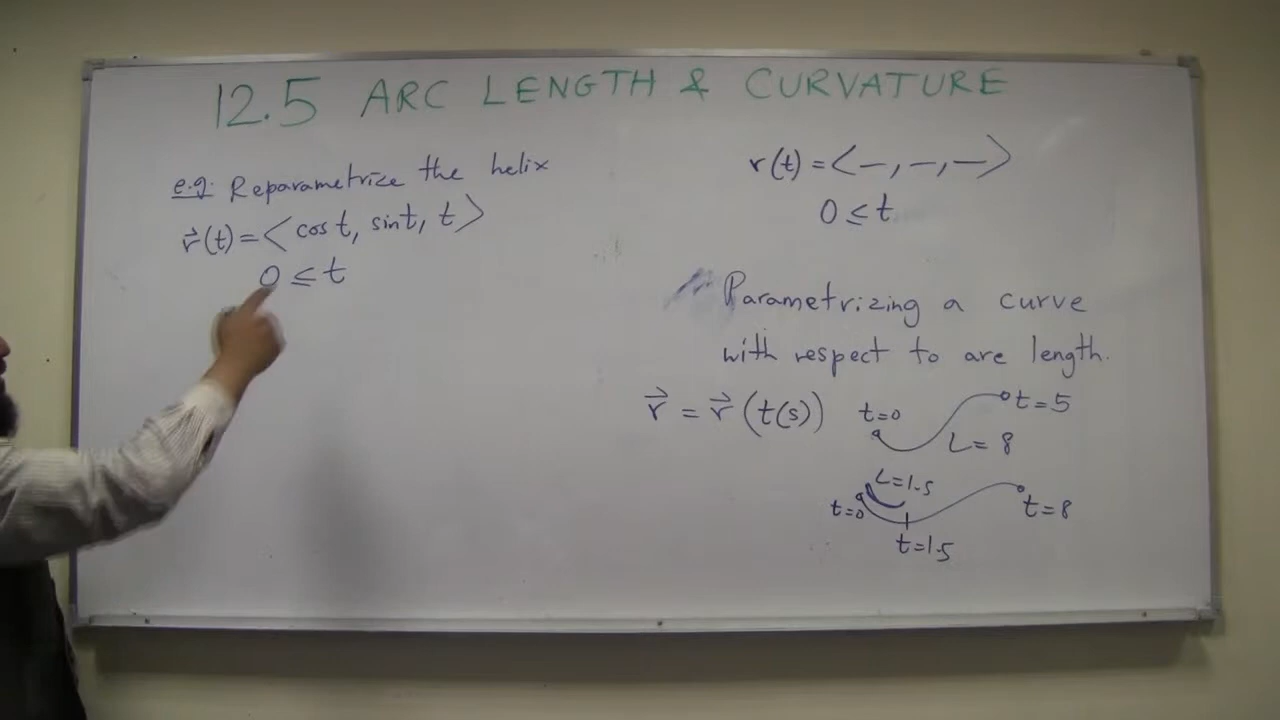 12.5 ARC LENGTH & CURVATURE
e.g. Reparametrize the helix
r⃗(t) = < cos t, sin t, t >
0 ≤ t
r(t) = < —, —, — >
0 ≤ t
Parametrizing a curve
with respect to arc length.
r⃗ = r⃗ (t(s))
t=0
t=5
L = 8
L=1.5
t=0
t=8
t=1.5